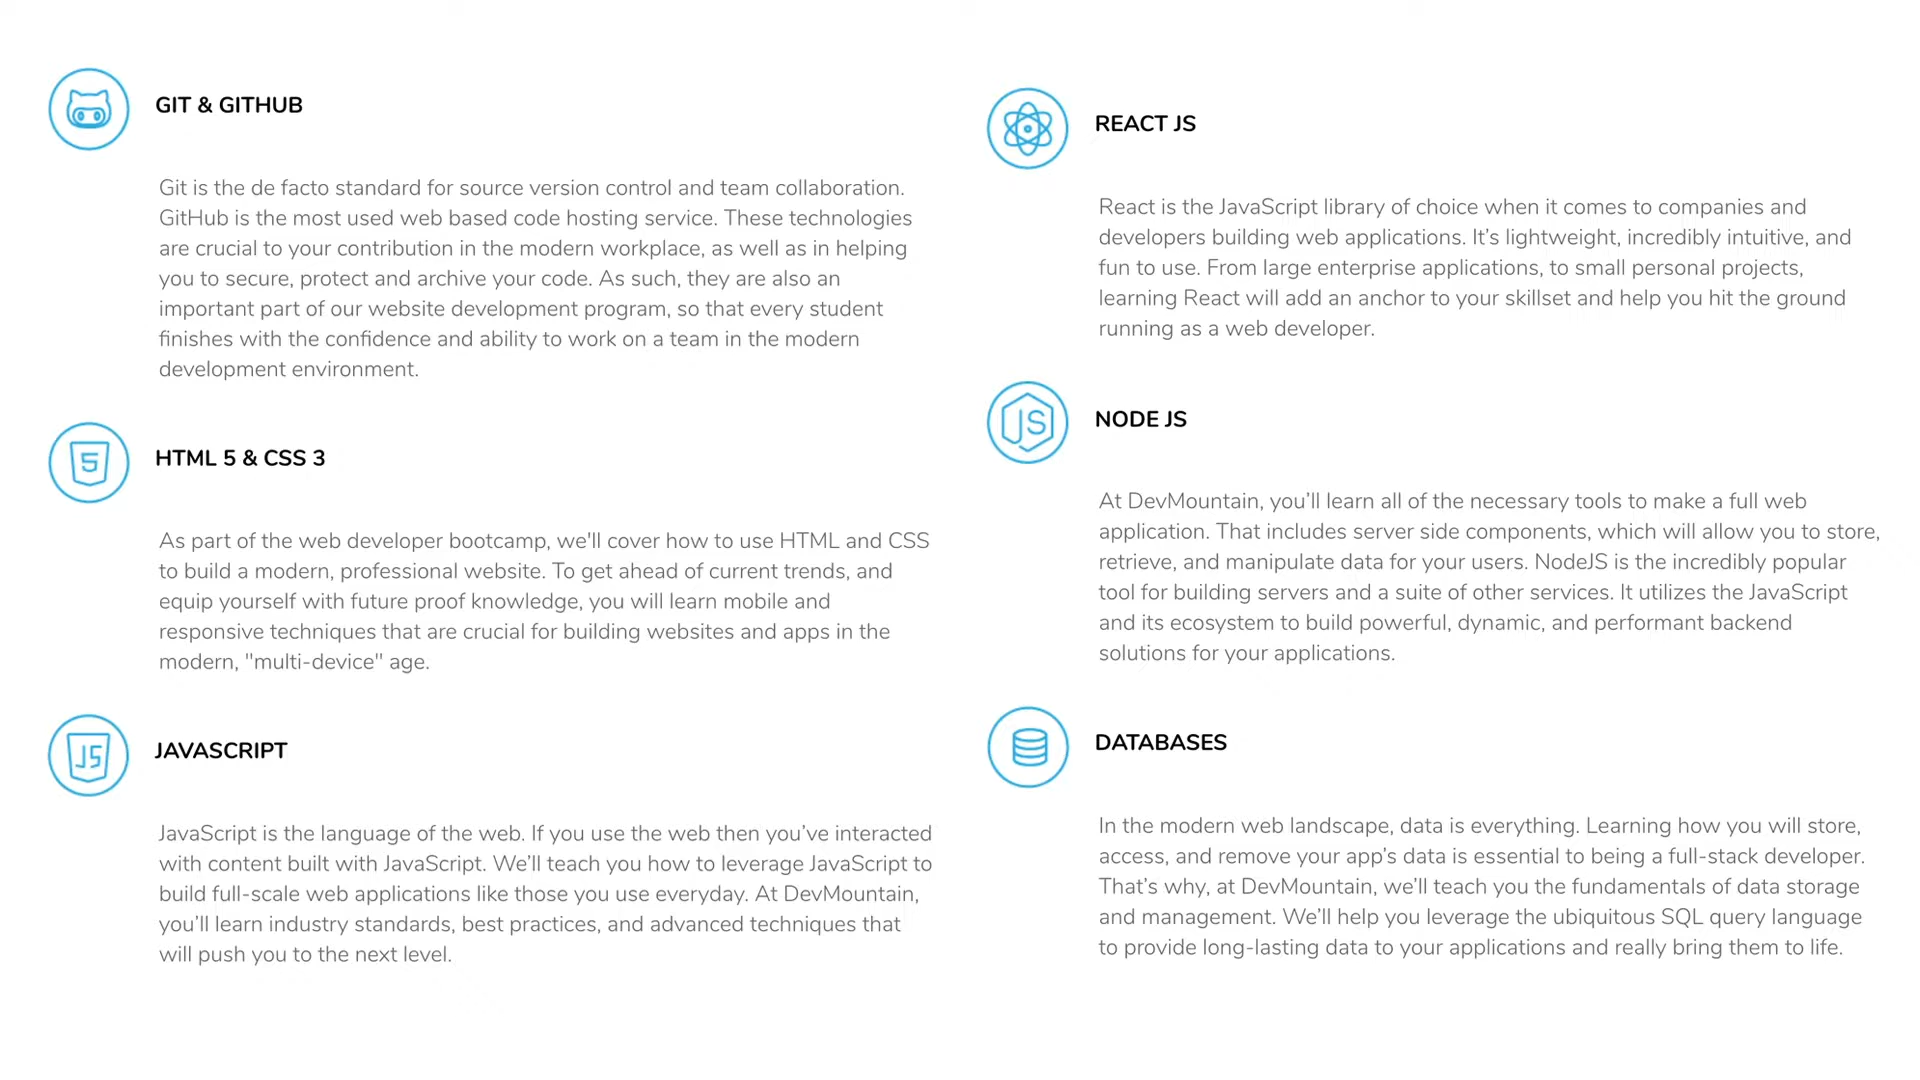 GIT & GITHUB
Git is the de facto standard for source version control and team collaboration.
GitHub is the most used web based code hosting service. These technologies
are crucial to your contribution in the modern workplace, as well as in helping
you to secure, protect and archive your code. As such, they are also an
important part of our website development program, so that every student
finishes with the confidence and ability to work on a team in the modern
development environment.
5
HTML 5 & CSS 3
As part of the web developer bootcamp, we'll cover how to use HTML and CSS
to build a modern, professional website. To get ahead of current trends, and
equip yourself with future proof knowledge, you will learn mobile and
responsive techniques that are crucial for building websites and apps in the
modern, "multi-device" age.
JS
JAVASCRIPT
JavaScript is the language of the web. If you use the web then you’ve interacted
with content built with JavaScript. We’ll teach you how to leverage JavaScript to
build full-scale web applications like those you use everyday. At DevMountain,
you’ll learn industry standards, best practices, and advanced techniques that
will push you to the next level.
REACT JS
React is the JavaScript library of choice when it comes to companies and
developers building web applications. It’s lightweight, incredibly intuitive, and
fun to use. From large enterprise applications, to small personal projects,
learning React will add an anchor to your skillset and help you hit the ground
running as a web developer.
JS
NODE JS
At DevMountain, you’ll learn all of the necessary tools to make a full web
application. That includes server side components, which will allow you to store,
retrieve, and manipulate data for your users. NodeJS is the incredibly popular
tool for building servers and a suite of other services. It utilizes the JavaScript
and its ecosystem to build powerful, dynamic, and performant backend
solutions for your applications.
DATABASES
In the modern web landscape, data is everything. Learning how you will store,
access, and remove your app’s data is essential to being a full-stack developer.
That’s why, at DevMountain, we’ll teach you the fundamentals of data storage
and management. We’ll help you leverage the ubiquitous SQL query language
to provide long-lasting data to your applications and really bring them to life.